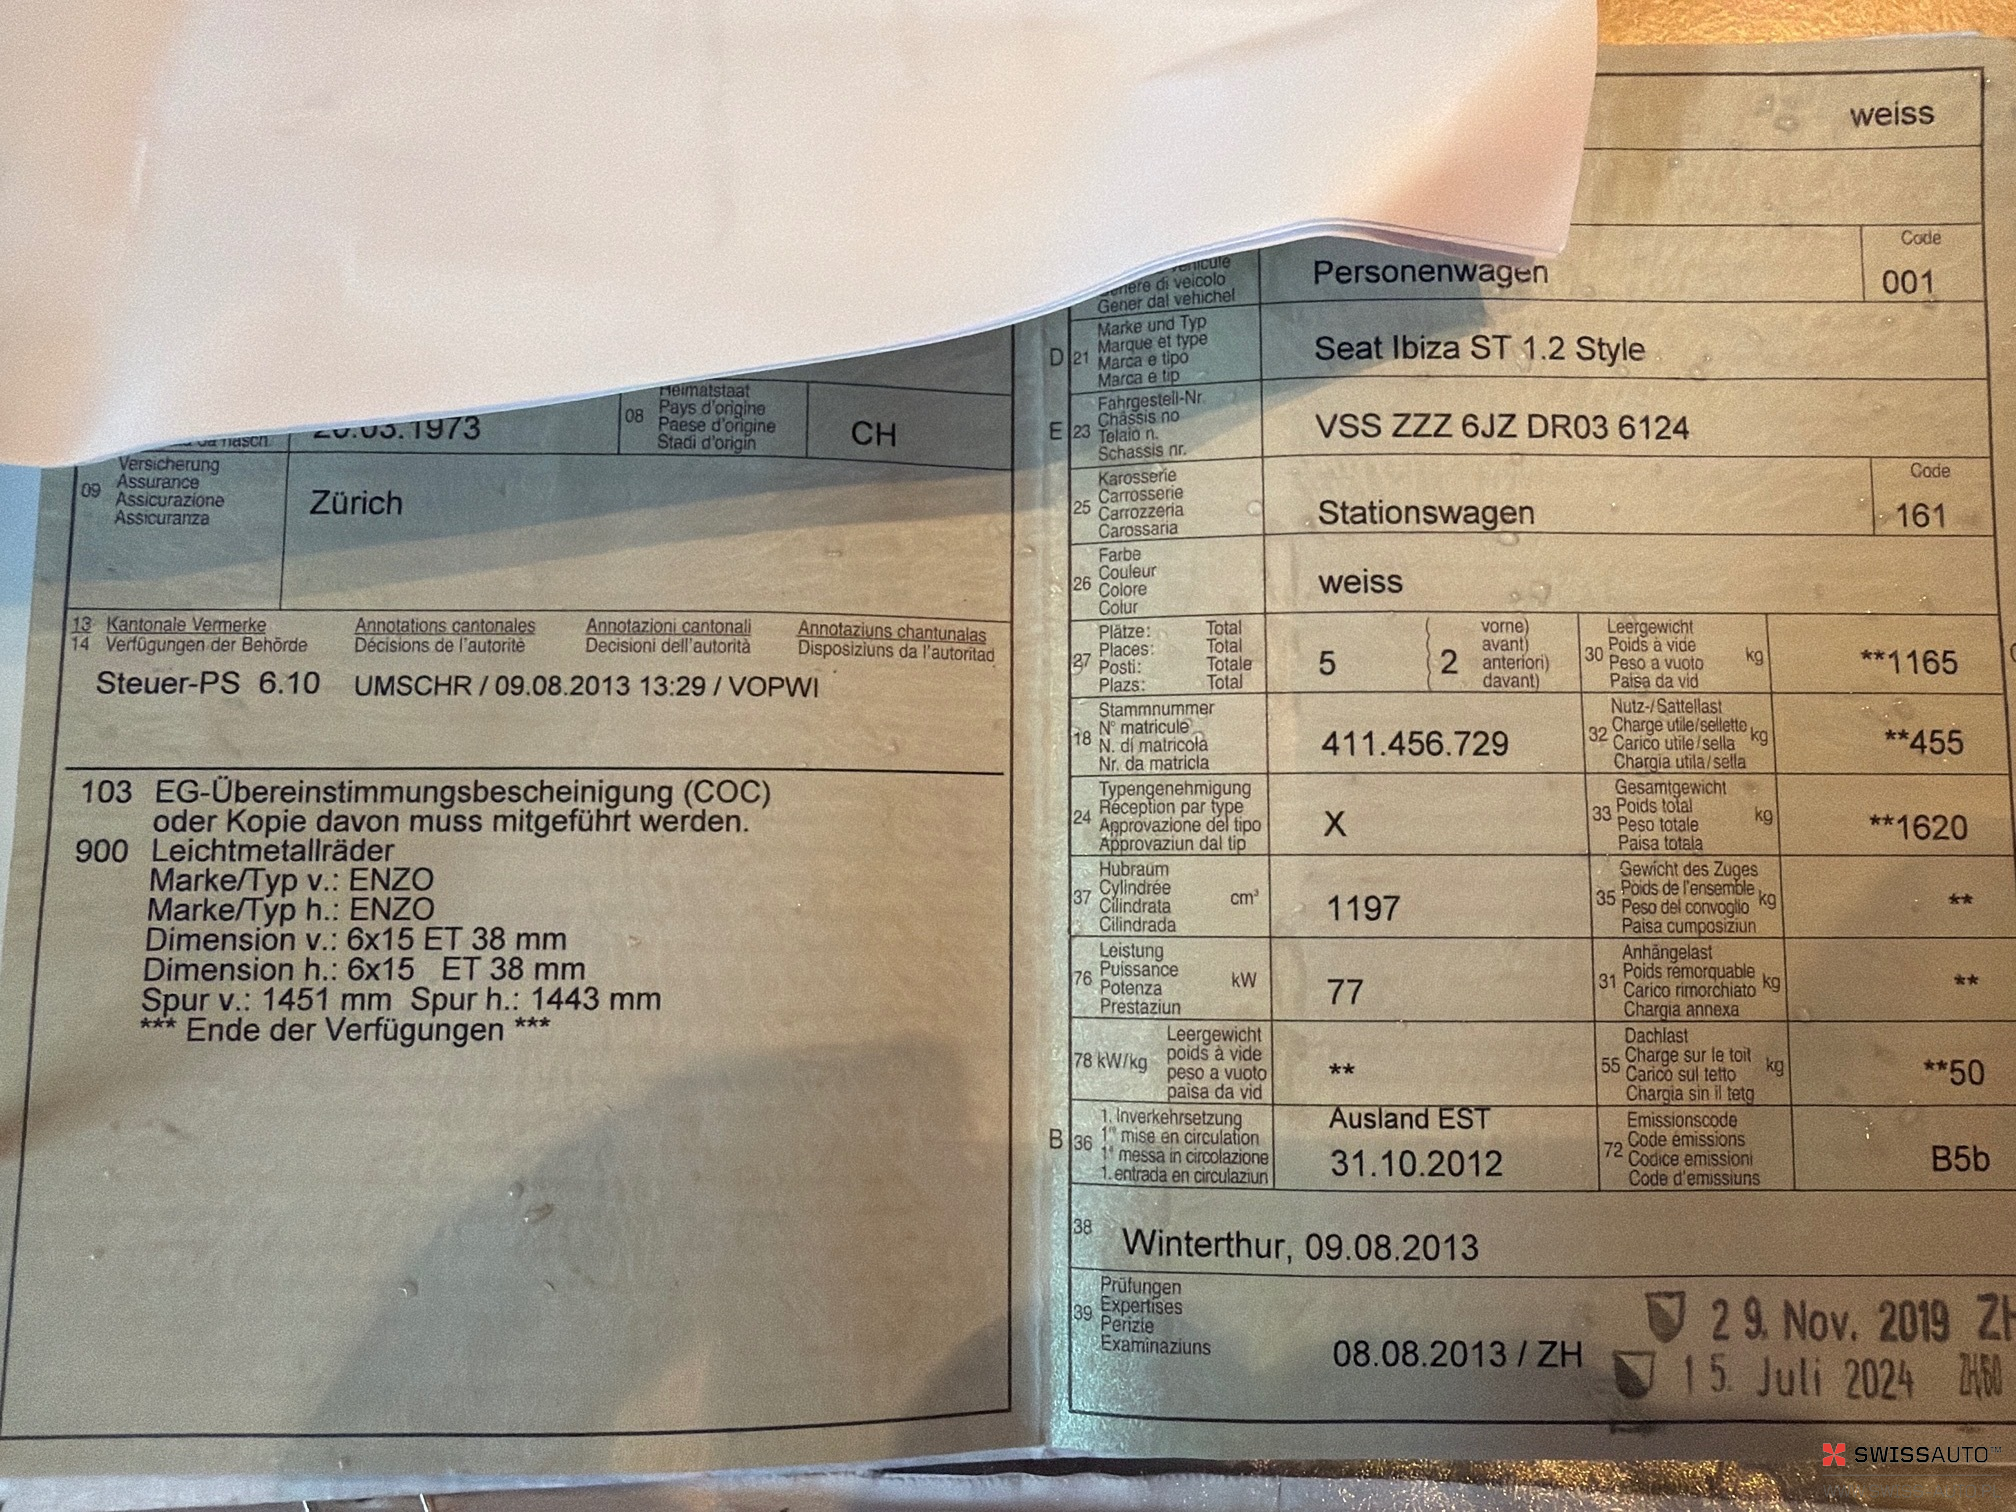 Heimatstaat
08 Pays d'origine
Paese d'origine
Stadi d'origin
CH
Versicherung
09 Assurance
Assicurazione
Assicuranza
Zürich
13 Kantonale Vermerke Annotations cantonales Annotazioni cantonali Annotaziuns chantunalas
14 Verfügungen der Behörde Décisions de l'autorité Decisioni dell'autorità Disposiziuns da l'autoritad
Steuer-PS 6.10 UMSCHR / 09.08.2013 13:29 / VOPWI
103 EG-Übereinstimmungsbescheinigung (COC)
oder Kopie davon muss mitgeführt werden.
900 Leichtmetallräder
Marke/Typ v.: ENZO
Marke/Typ h.: ENZO
Dimension v.: 6x15 ET 38 mm
Dimension h.: 6x15 ET 38 mm
Spur v.: 1451 mm Spur h.: 1443 mm
*** Ende der Verfügungen ***
weiss
Genere di veicolo
Gener dal vehichel
Personenwagen
Code
001
D 21 Marke und Typ
Marque et type
Marca e tipo
Marca e tip
Seat Ibiza ST 1.2 Style
E 23 Fahrgestell-Nr.
Châssis no
Telaio n.
Schassis nr.
VSS ZZZ 6JZ DR03 6124
25 Karosserie
Carrosserie
Carrozzeria
Carossaria
Stationswagen
Code
161
26 Farbe
Couleur
Colore
Colur
weiss
27 Plätze: Total
Places: Total
Posti: Totale
Plazs: Total
5 ( 2 vorne)
avant)
anteriori)
davant)
30 Leergewicht
Poids à vide
Peso a vuoto kg
Paisa da vid
**1165
18 Stammnummer
N° matricule
N. di matricola
Nr. da matricla
411.456.729
32 Nutz-/Sattellast
Charge utile/sellette kg
Carico utile/sella
Chargia utila/sella
**455
24 Typengenehmigung
Réception par type
Approvazione del tipo
Approvaziun dal tip
X
33 Gesamtgewicht
Poids total kg
Peso totale
Paisa totala
**1620
37 Hubraum
Cylindrée cm³
Cilindrata
Cilindrada
1197
35 Gewicht des Zuges
Poids de l'ensemble kg
Peso del convoglio
Paisa cumposiziun
**
76 Leistung
Puissance kW
Potenza
Prestaziun
77
31 Anhängelast
Poids remorquable kg
Carico rimorchiato
Chargia annexa
**
78 kW/kg Leergewicht
poids à vide
peso a vuoto
paisa da vid
**
55 Dachlast
Charge sur le toit kg
Carico sul tetto
Chargia sin il tetg
**50
B 36 1. Inverkehrsetzung
1re mise en circulation
1a messa in circolazione
1. entrada en circulaziun
Ausland EST
31.10.2012
72 Emissionscode
Code émissions
Codice emissioni
Code d'emissiuns
B5b
38 Winterthur, 09.08.2013
39 Prüfungen
Expertises
Perizie
Examinaziuns
08.08.2013 / ZH
29. Nov. 2019 ZH
15. Juli 2024
SWISSAUTO™